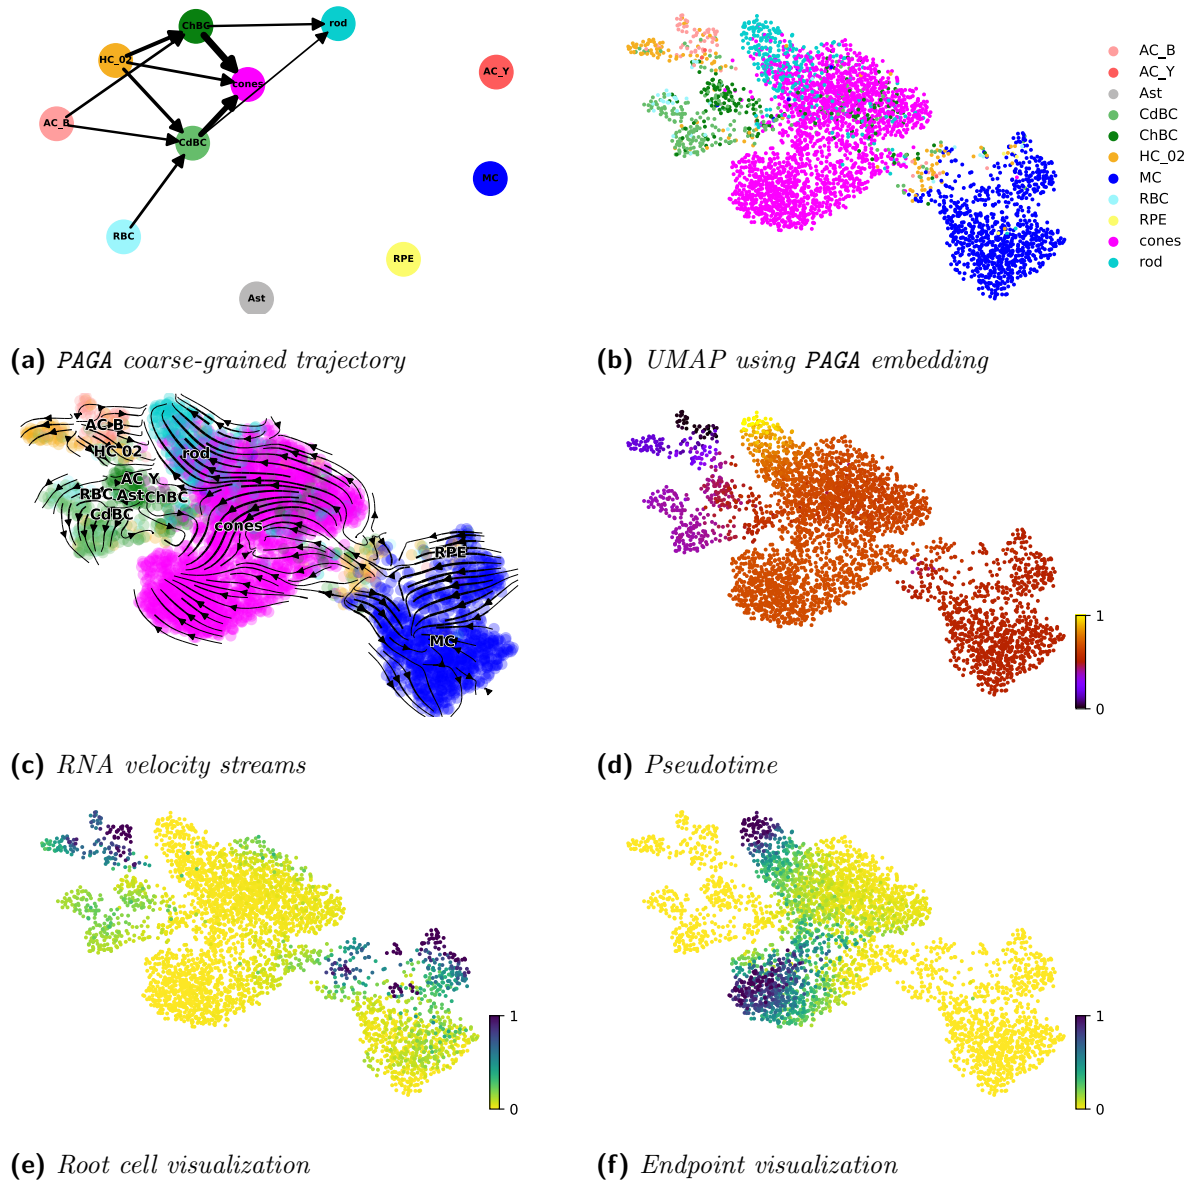 ChBC
rod
HC_02
cones
AC_Y
AC_B
CdBC
MC
RBC
RPE
Ast
AC_B
AC_Y
Ast
CdBC
ChBC
HC_02
MC
RBC
RPE
cones
rod
(a) PAGA coarse-grained trajectory
(b) UMAP using PAGA embedding
AC B
HC 02
rod
AC Y
RBC Ast ChBC
CdBC
cones
RPE
MC
1
0
(c) RNA velocity streams
(d) Pseudotime
1
0
1
0
(e) Root cell visualization
(f) Endpoint visualization